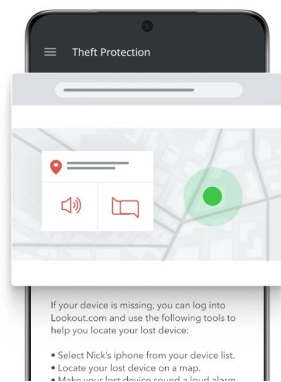 Theft Protection
If your device is missing, you can log into
Lookout.com and use the following tools to
help you locate your lost device:
• Select Nick's iphone from your device list.
• Locate your lost device on a map.
• Make your lost device sound a loud alarm